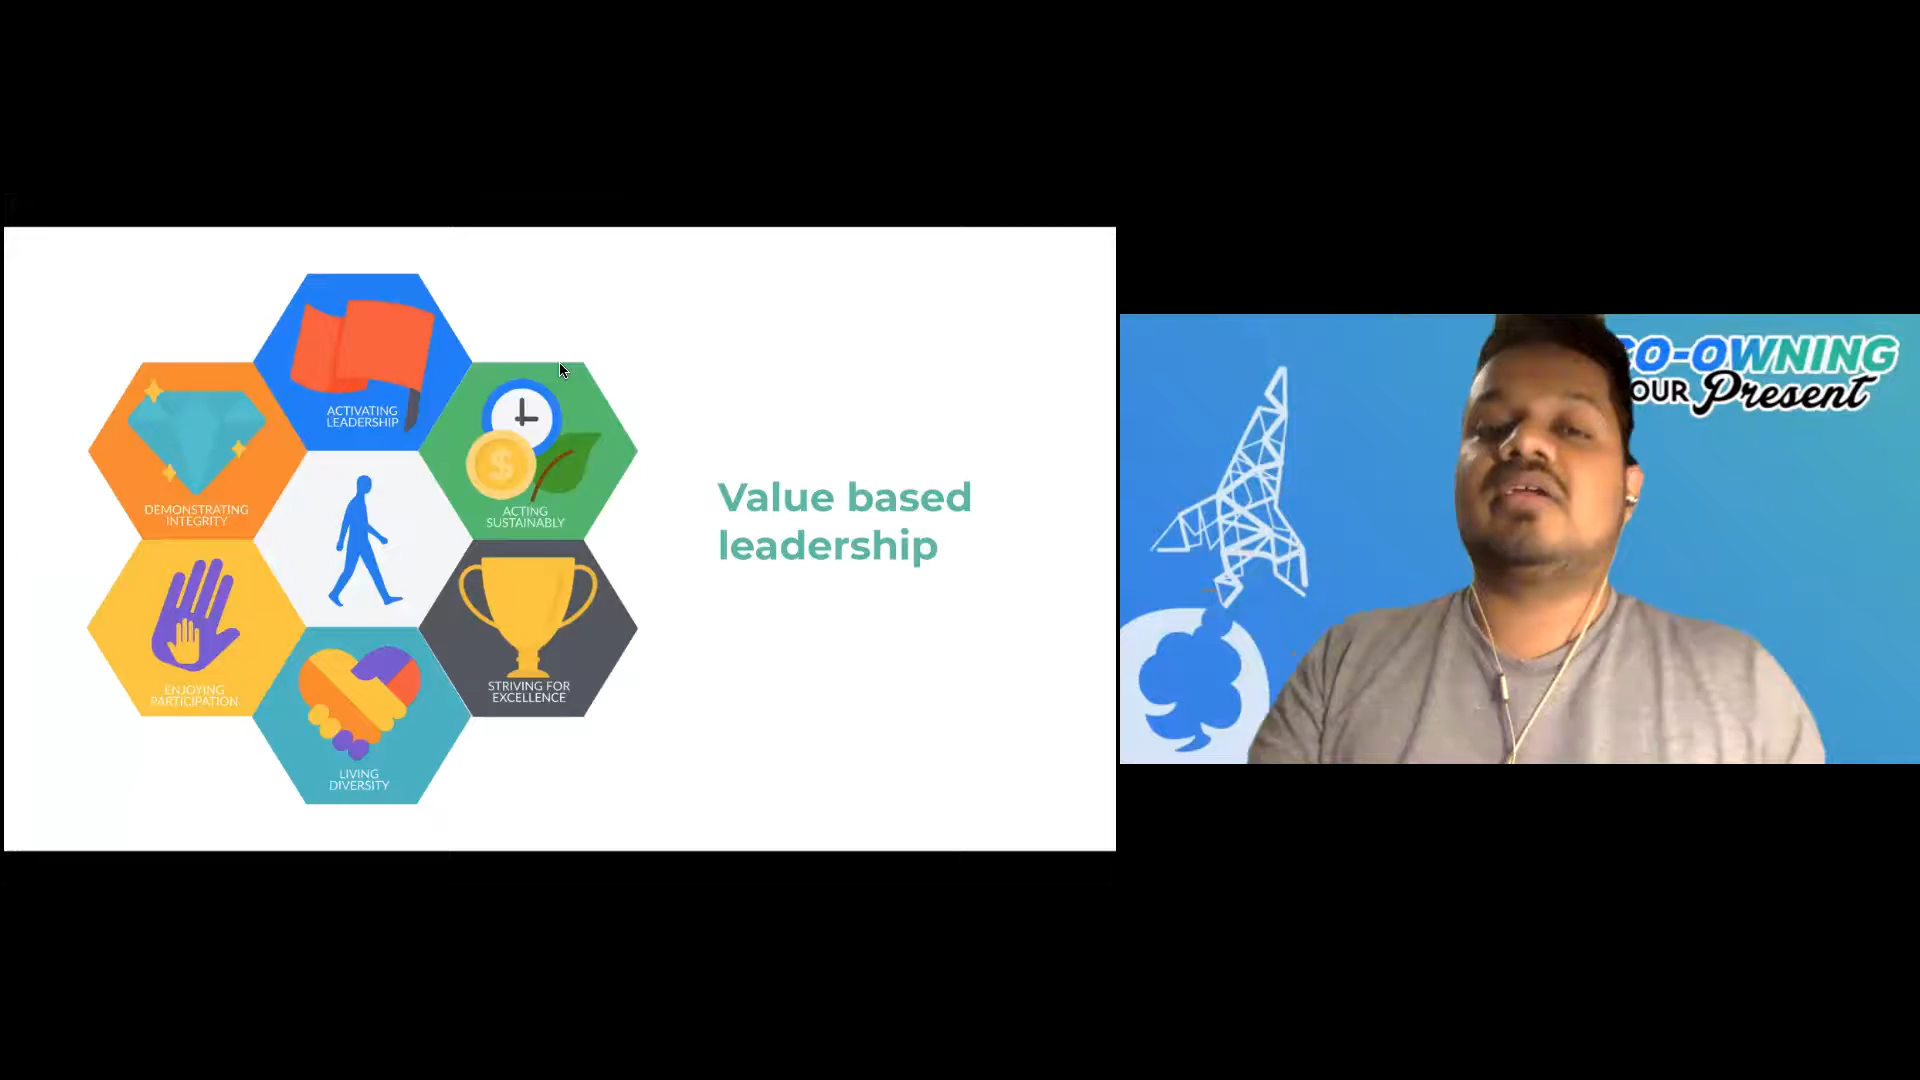 ACTIVATING
LEADERSHIP
DEMONSTRATING
INTEGRITY
ACTING
SUSTAINABLY
$
ENJOYING
PARTICIPATION
STRIVING FOR
EXCELLENCE
LIVING
DIVERSITY
Value based
leadership
CO-OWNING
OUR Present